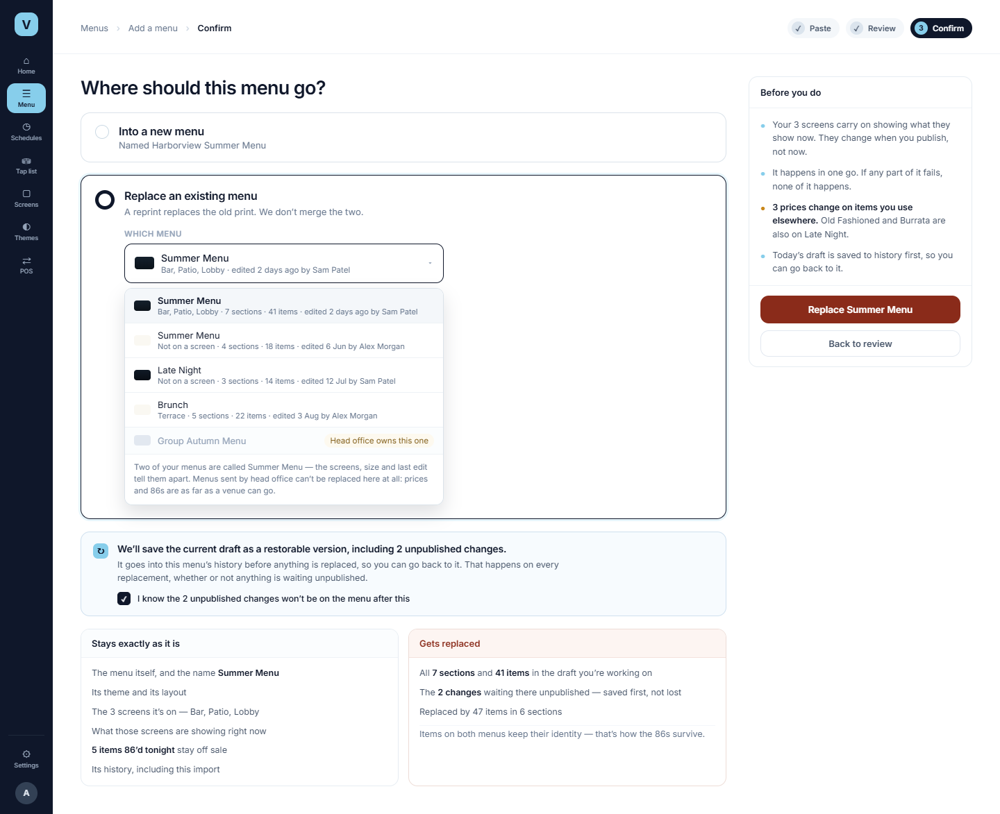 V
Home
Menu
Schedules
Tap list
Screens
Themes
POS
Settings
A
Menus › Add a menu › Confirm
✓ Paste
✓ Review
3 Confirm
Where should this menu go?
Into a new menu
Named Harborview Summer Menu
Replace an existing menu
A reprint replaces the old print. We don’t merge the two.
WHICH MENU
Summer Menu
Bar, Patio, Lobby · edited 2 days ago by Sam Patel
Summer Menu
Bar, Patio, Lobby · 7 sections · 41 items · edited 2 days ago by Sam Patel
Summer Menu
Not on a screen · 4 sections · 18 items · edited 6 Jun by Alex Morgan
Late Night
Not on a screen · 3 sections · 14 items · edited 12 Jul by Sam Patel
Brunch
Terrace · 5 sections · 22 items · edited 3 Aug by Alex Morgan
Group Autumn Menu
Head office owns this one
Two of your menus are called Summer Menu — the screens, size and last edit
tell them apart. Menus sent by head office can’t be replaced here at all: prices
and 86s are as far as a venue can go.
We’ll save the current draft as a restorable version, including 2 unpublished changes.
It goes into this menu’s history before anything is replaced, so you can go back to it. That happens on every
replacement, whether or not anything is waiting unpublished.
I know the 2 unpublished changes won’t be on the menu after this
Stays exactly as it is
The menu itself, and the name Summer Menu
Its theme and its layout
The 3 screens it’s on — Bar, Patio, Lobby
What those screens are showing right now
5 items 86’d tonight stay off sale
Its history, including this import
Gets replaced
All 7 sections and 41 items in the draft you’re working on
The 2 changes waiting there unpublished — saved first, not lost
Replaced by 47 items in 6 sections
Items on both menus keep their identity — that’s how the 86s survive.
Before you do
Your 3 screens carry on showing what they
show now. They change when you publish,
not now.
It happens in one go. If any part of it fails,
none of it happens.
3 prices change on items you use
elsewhere. Old Fashioned and Burrata are
also on Late Night.
Today’s draft is saved to history first, so you
can go back to it.
Replace Summer Menu
Back to review